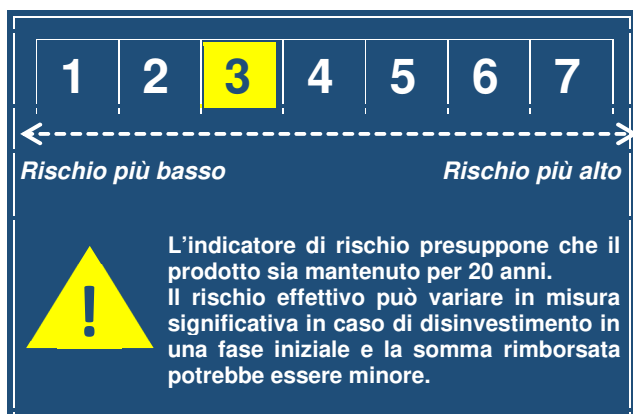 1 2 3 4 5 6 7
Rischio più basso Rischio più alto
!
L'indicatore di rischio presuppone che il
prodotto sia mantenuto per 20 anni.
Il rischio effettivo può variare in misura
significativa in caso di disinvestimento in
una fase iniziale e la somma rimborsata
potrebbe essere minore.